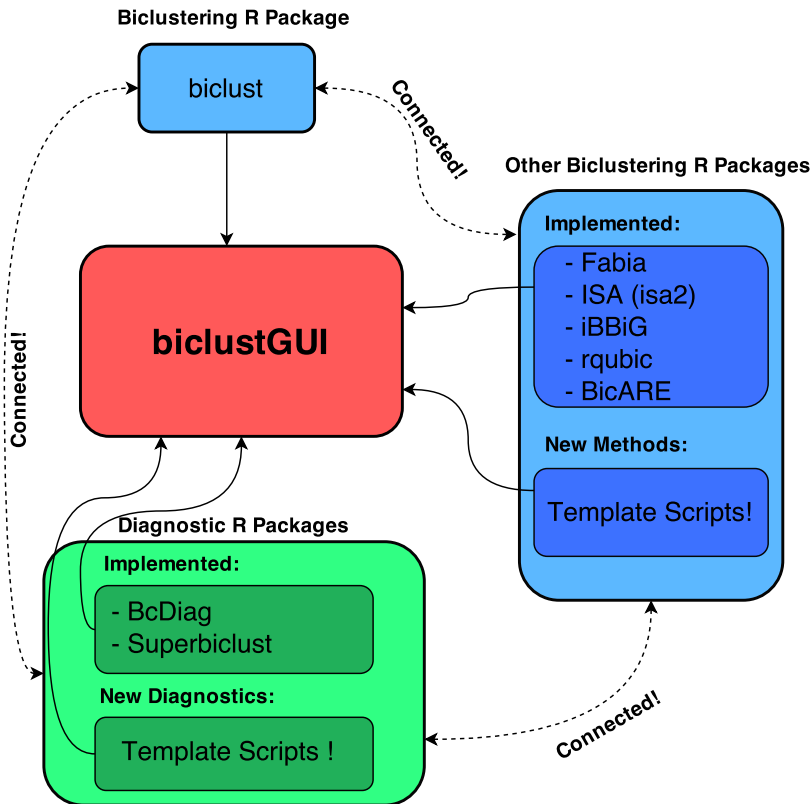 Biclustering R Package
biclust
Connected!
Other Biclustering R Packages
Implemented:
- Fabia
- ISA (isa2)
- iBBiG
- rqubic
- BicARE
New Methods:
Template Scripts!
biclustGUI
Connected!
Diagnostic R Packages
Implemented:
- BcDiag
- Superbiclust
New Diagnostics:
Template Scripts !
Connected!